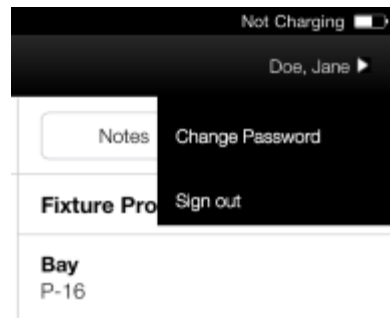 Not Charging
Doe, Jane
Notes
Change Password
Fixture Pro
Sign out
Bay
P-16